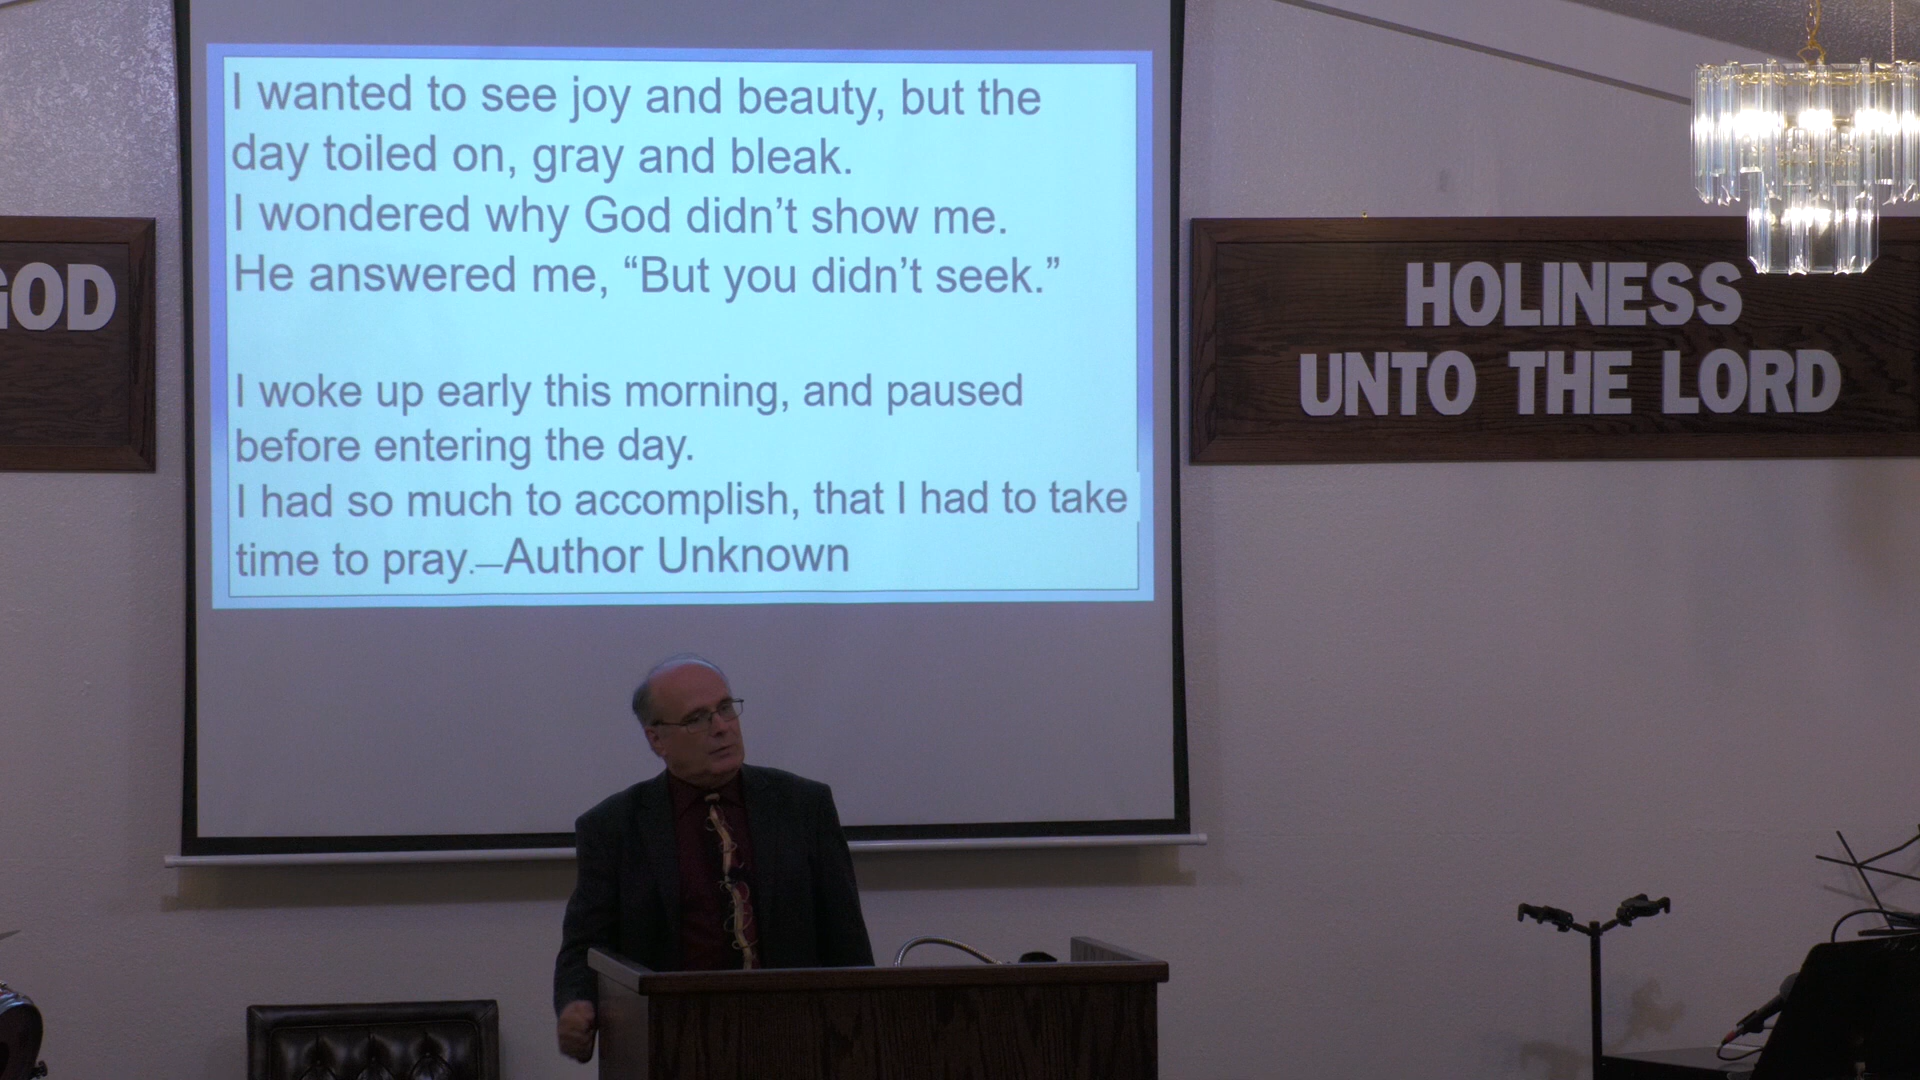 I wanted to see joy and beauty, but the
day toiled on, gray and bleak.
I wondered why God didn’t show me.
He answered me, “But you didn’t seek.”
I woke up early this morning, and paused
before entering the day.
I had so much to accomplish, that I had to take
time to pray.—Author Unknown
GOD
HOLINESS
UNTO THE LORD